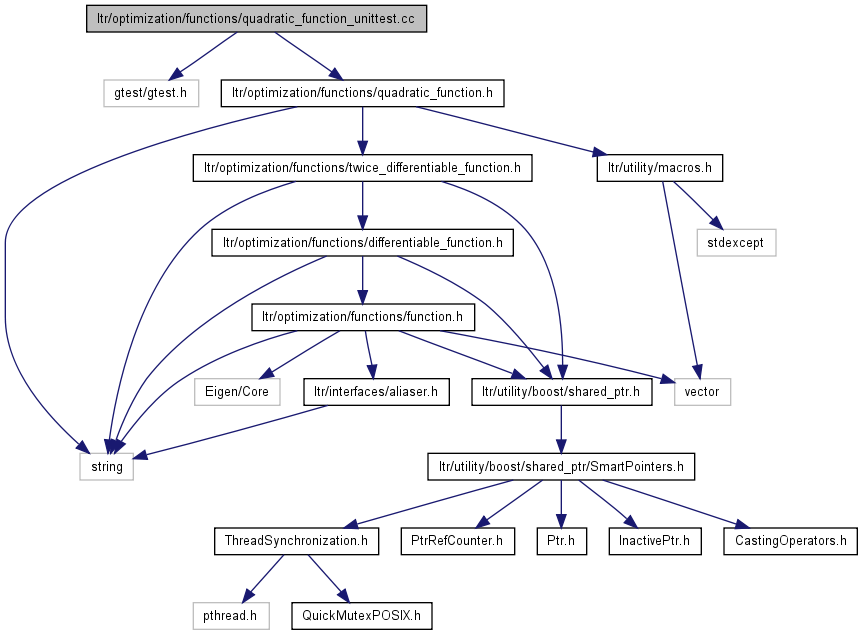 ltr/optimization/functions/quadratic_function_unittest.cc
gtest/gtest.h
ltr/optimization/functions/quadratic_function.h
ltr/optimization/functions/twice_differentiable_function.h
ltr/utility/macros.h
ltr/optimization/functions/differentiable_function.h
stdexcept
ltr/optimization/functions/function.h
Eigen/Core
ltr/interfaces/aliaser.h
ltr/utility/boost/shared_ptr.h
vector
string
ltr/utility/boost/shared_ptr/SmartPointers.h
ThreadSynchronization.h
PtrRefCounter.h
Ptr.h
InactivePtr.h
CastingOperators.h
pthread.h
QuickMutexPOSIX.h